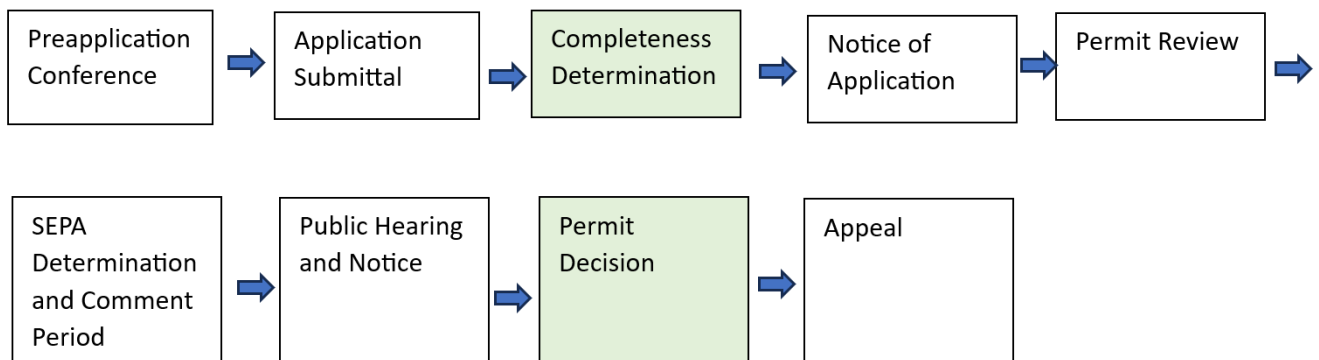 Preapplication
Conference
Application
Submittal
Completeness
Determination
Notice of
Application
Permit Review
SEPA
Determination
and Comment
Period
Public Hearing
and Notice
Permit
Decision
Appeal